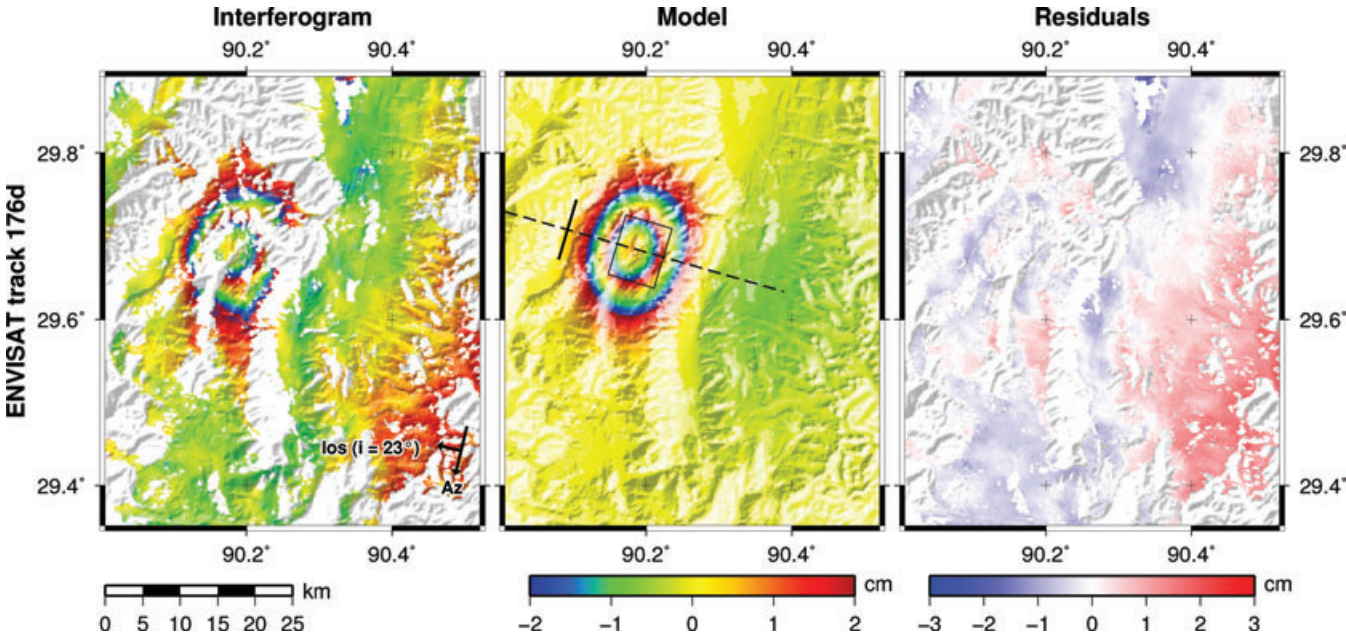 Interferogram Model Residuals
90.2° 90.4° 90.2° 90.4° 90.2° 90.4°
ENVISAT track 176d
29.8° 29.8°
29.6° 29.6°
los (i = 23°)
29.4° Az 29.4°
90.2° 90.4° 90.2° 90.4° 90.2° 90.4°
km cm cm
0 5 10 15 20 25 −2 −1 0 1 2 −3 −2 −1 0 1 2 3